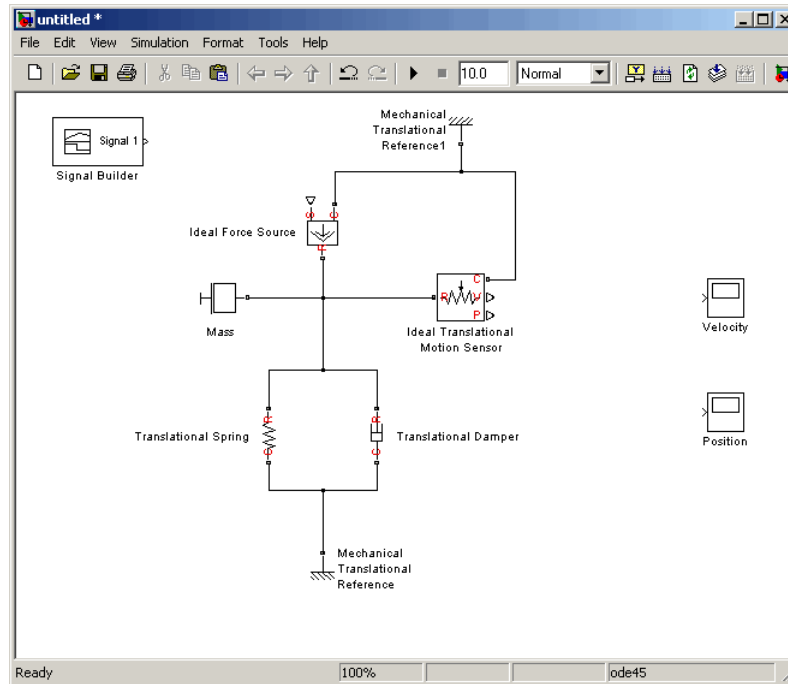 untitled *
File Edit View Simulation Format Tools Help
10.0 Normal
Signal 1
Signal Builder
Mechanical
Translational
Reference1
S C
Ideal Force Source
R
Mass
C
R V
P
Ideal Translational
Motion Sensor
Velocity
R R
Translational Spring Translational Damper
C C
Position
Mechanical
Translational
Reference
Ready 100% ode45